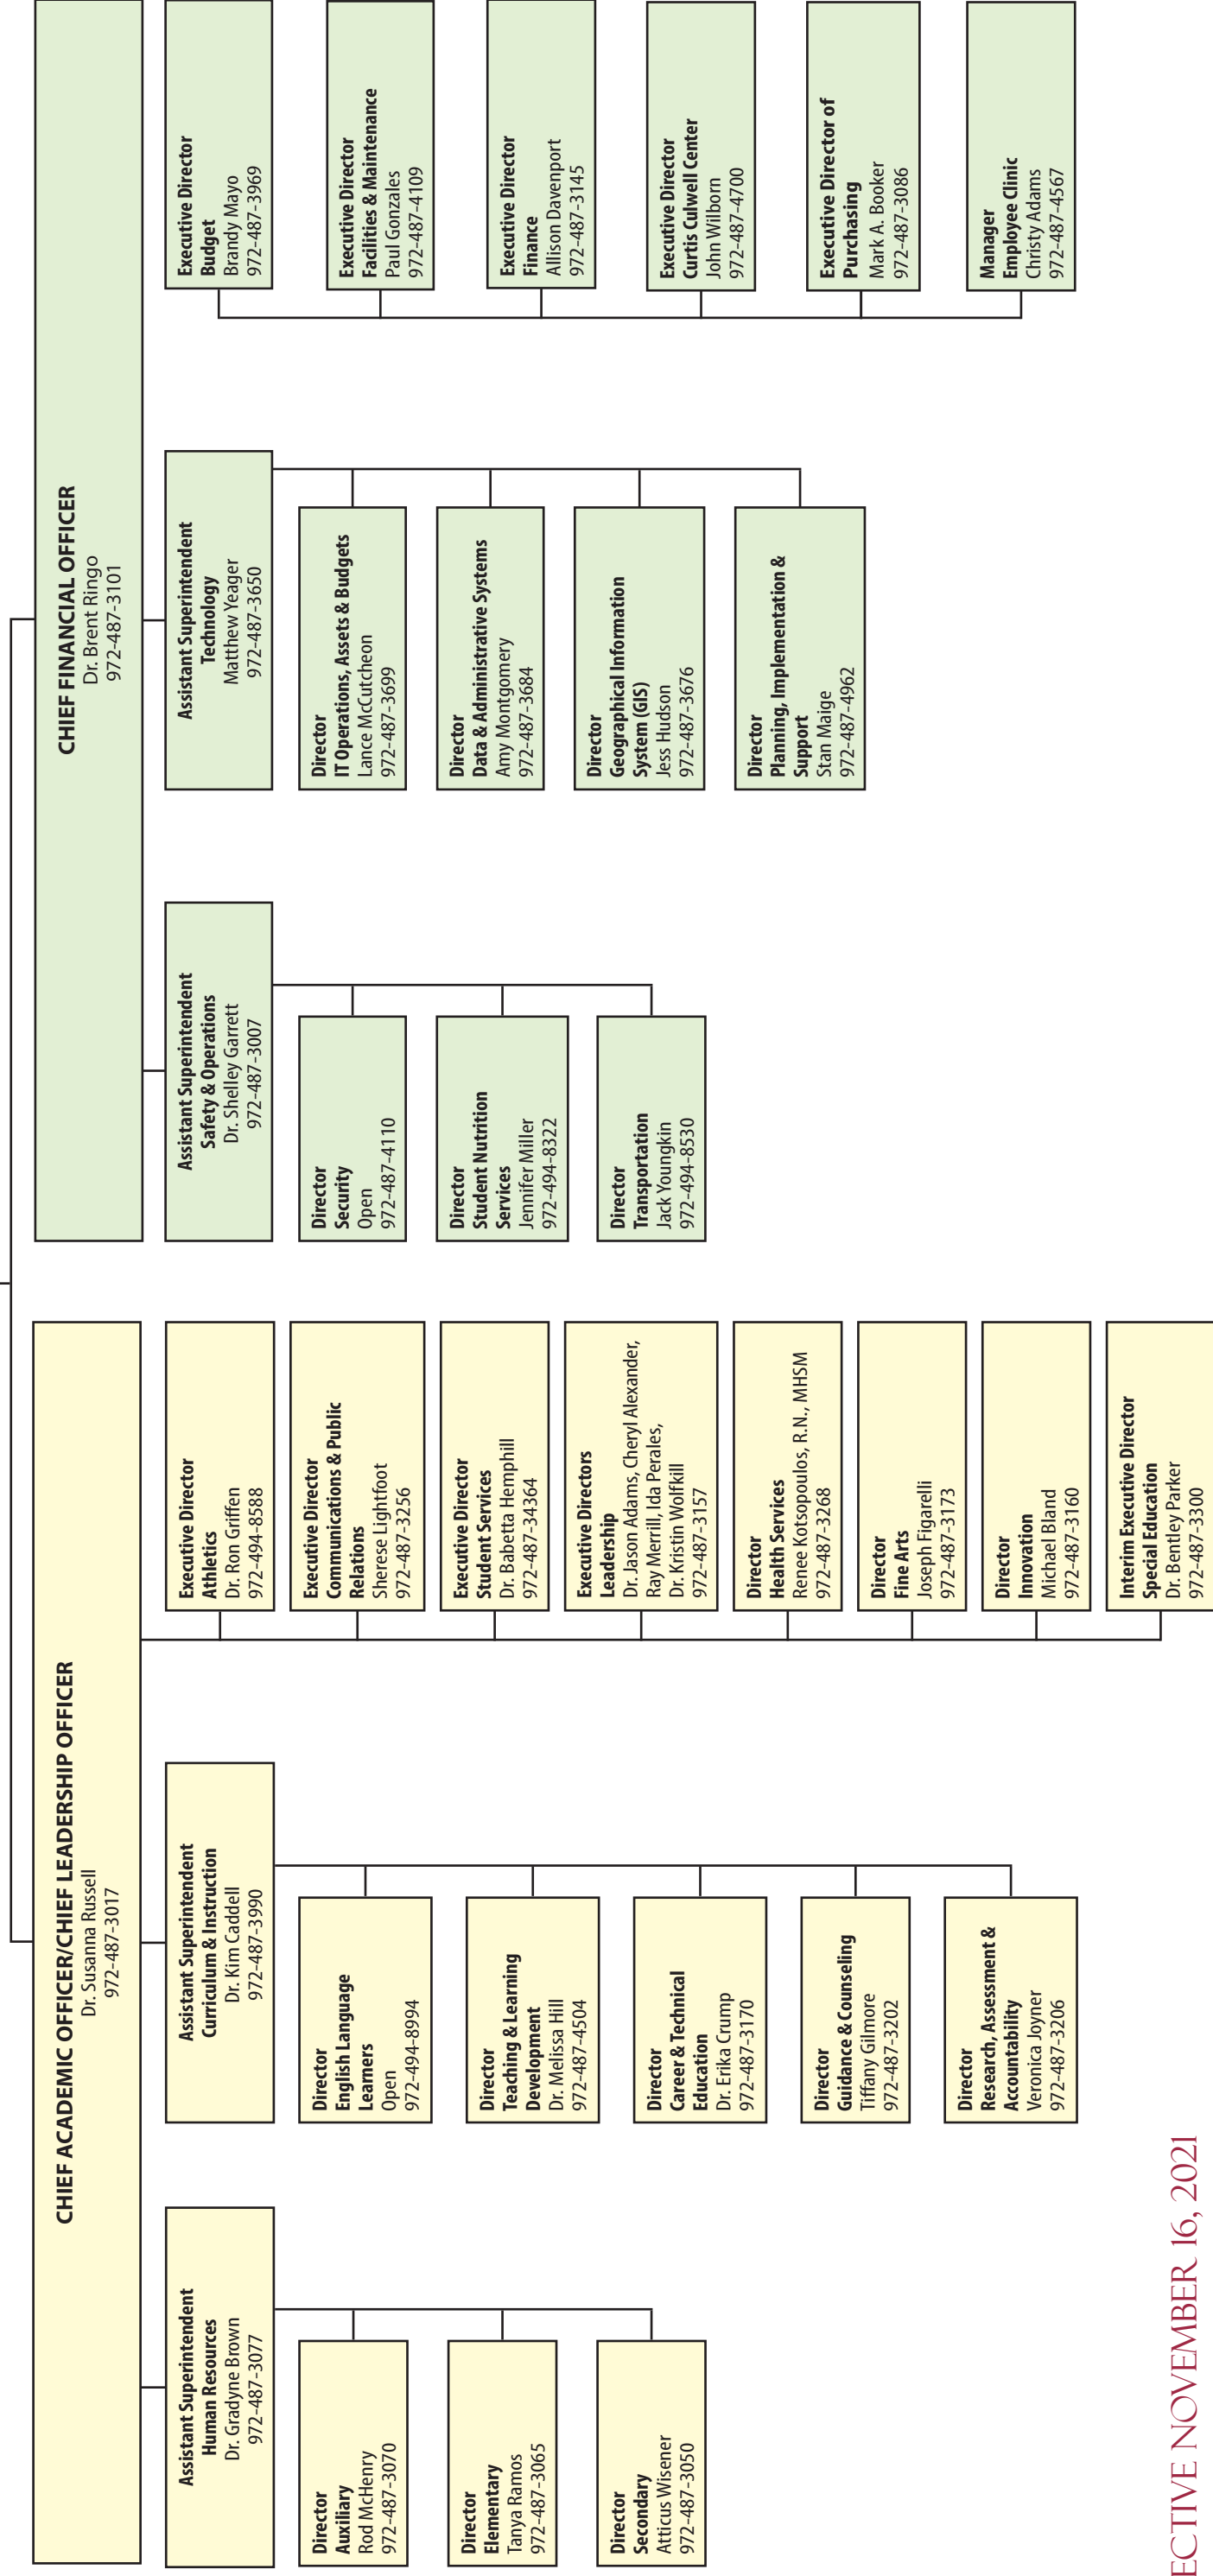 CHIEF ACADEMIC OFFICER/CHIEF LEADERSHIP OFFICER
Dr. Susanna Russell
972-487-3017
Assistant Superintendent
Human Resources
Dr. Gradyne Brown
972-487-3077
Director
Auxiliary
Rod McHenry
972-487-3070
Director
Elementary
Tanya Ramos
972-487-3065
Director
Secondary
Atticus Wisener
972-487-3050
Assistant Superintendent
Curriculum & Instruction
Dr. Kim Caddell
972-487-3990
Director
English Language
Learners
Open
972-494-8994
Director
Teaching & Learning
Development
Dr. Melissa Hill
972-487-4504
Director
Career & Technical
Education
Dr. Erika Crump
972-487-3170
Director
Guidance & Counseling
Tiffany Gilmore
972-487-3202
Director
Research, Assessment &
Accountability
Veronica Joyner
972-487-3206
Executive Director
Athletics
Dr. Ron Griffen
972-494-8588
Executive Director
Communications & Public
Relations
Sherese Lightfoot
972-487-3256
Executive Director
Student Services
Dr. Babetta Hemphill
972-487-34364
Executive Directors
Leadership
Dr. Jason Adams, Cheryl Alexander,
Ray Merrill, Ida Perales,
Dr. Kristin Wolfkill
972-487-3157
Director
Health Services
Renee Kotsopoulos, R.N., MHSM
972-487-3268
Director
Fine Arts
Joseph Figarelli
972-487-3173
Director
Innovation
Michael Bland
972-487-3160
Interim Executive Director
Special Education
Dr. Bentley Parker
972-487-3300
CHIEF FINANCIAL OFFICER
Dr. Brent Ringo
972-487-3101
Assistant Superintendent
Safety & Operations
Dr. Shelley Garrett
972-487-3007
Director
Security
Open
972-487-4110
Director
Student Nutrition
Services
Jennifer Miller
972-494-8322
Director
Transportation
Jack Youngkin
972-494-8530
Assistant Superintendent
Technology
Matthew Yeager
972-487-3650
Director
IT Operations, Assets & Budgets
Lance McCutcheon
972-487-3699
Director
Data & Administrative Systems
Amy Montgomery
972-487-3684
Director
Geographical Information
System (GIS)
Jess Hudson
972-487-3676
Director
Planning, Implementation &
Support
Stan Maige
972-487-4962
Executive Director
Budget
Brandy Mayo
972-487-3969
Executive Director
Facilities & Maintenance
Paul Gonzales
972-487-4109
Executive Director
Finance
Allison Davenport
972-487-3145
Executive Director
Curtis Culwell Center
John Wilborn
972-487-4700
Executive Director of
Purchasing
Mark A. Booker
972-487-3086
Manager
Employee Clinic
Christy Adams
972-487-4567
ECTIVE NOVEMBER 16, 2021